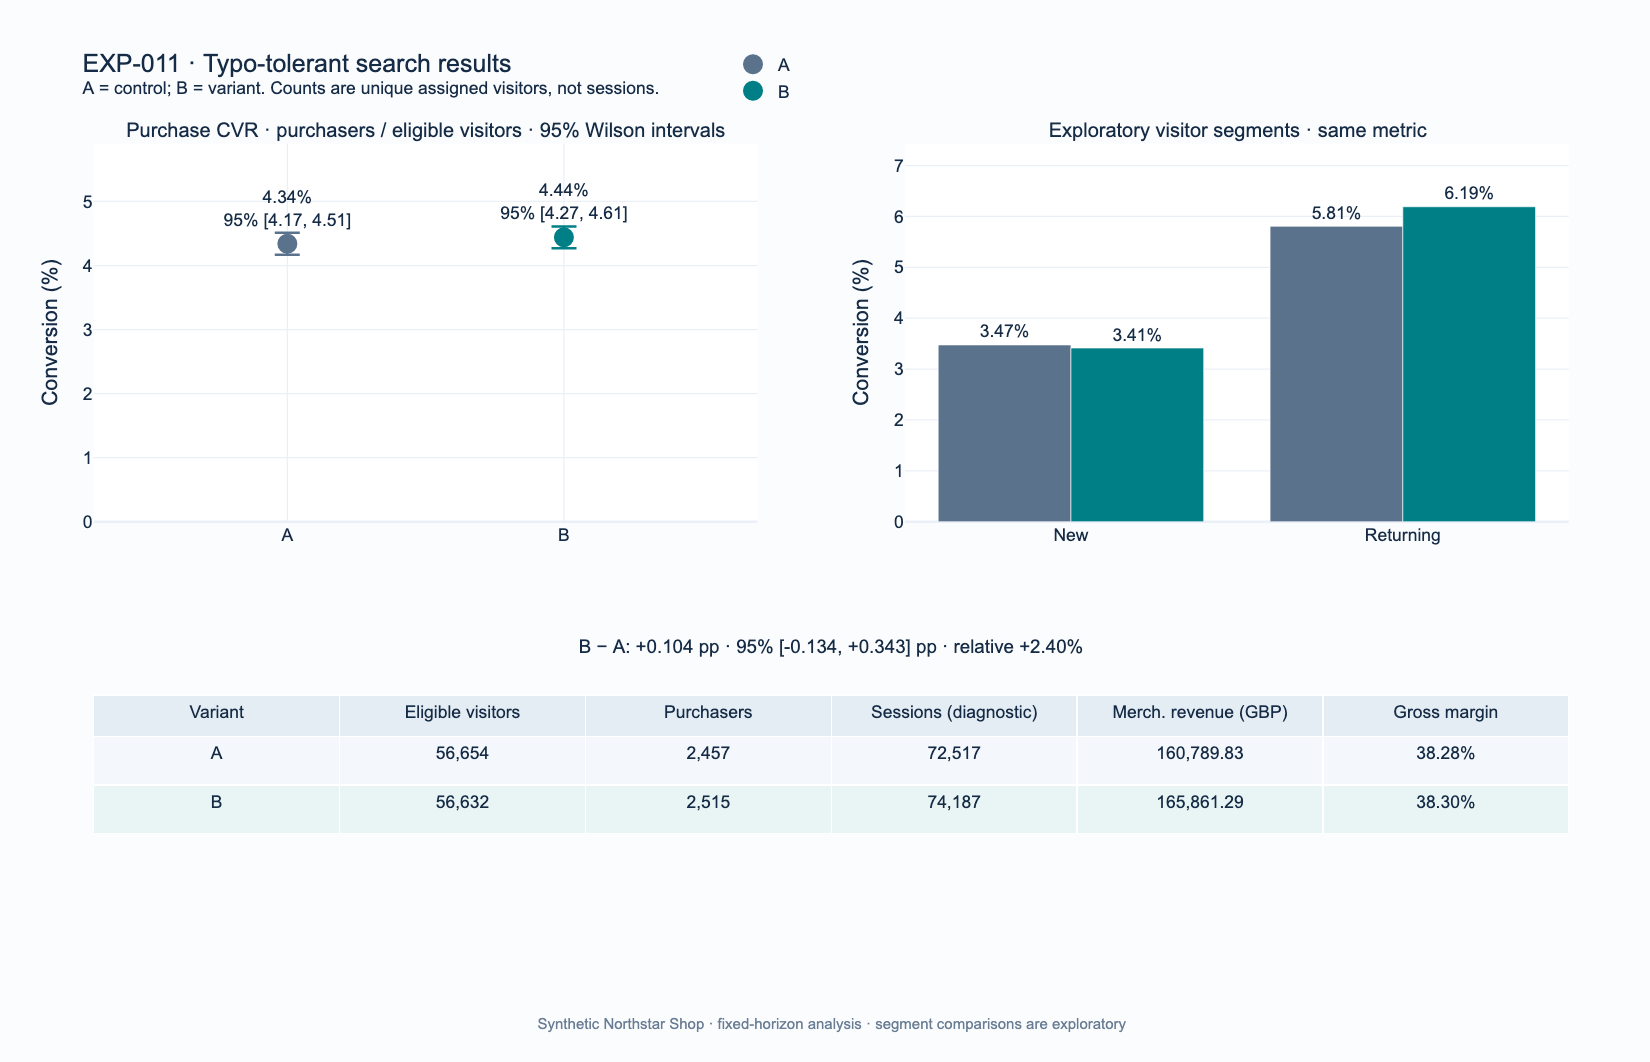 EXP-011 · Typo-tolerant search results
A = control; B = variant. Counts are unique assigned visitors, not sessions.
A
B
Purchase CVR · purchasers / eligible visitors · 95% Wilson intervals
Conversion (%)
5
4
3
2
1
0
4.34%
95% [4.17, 4.51]
4.44%
95% [4.27, 4.61]
A
B
Exploratory visitor segments · same metric
Conversion (%)
7
6
5
4
3
2
1
0
3.47%
3.41%
5.81%
6.19%
New
Returning
B − A: +0.104 pp · 95% [-0.134, +0.343] pp · relative +2.40%
Variant Eligible visitors Purchasers Sessions (diagnostic) Merch. revenue (GBP) Gross margin
A 56,654 2,457 72,517 160,789.83 38.28%
B 56,632 2,515 74,187 165,861.29 38.30%
Synthetic Northstar Shop · fixed-horizon analysis · segment comparisons are exploratory